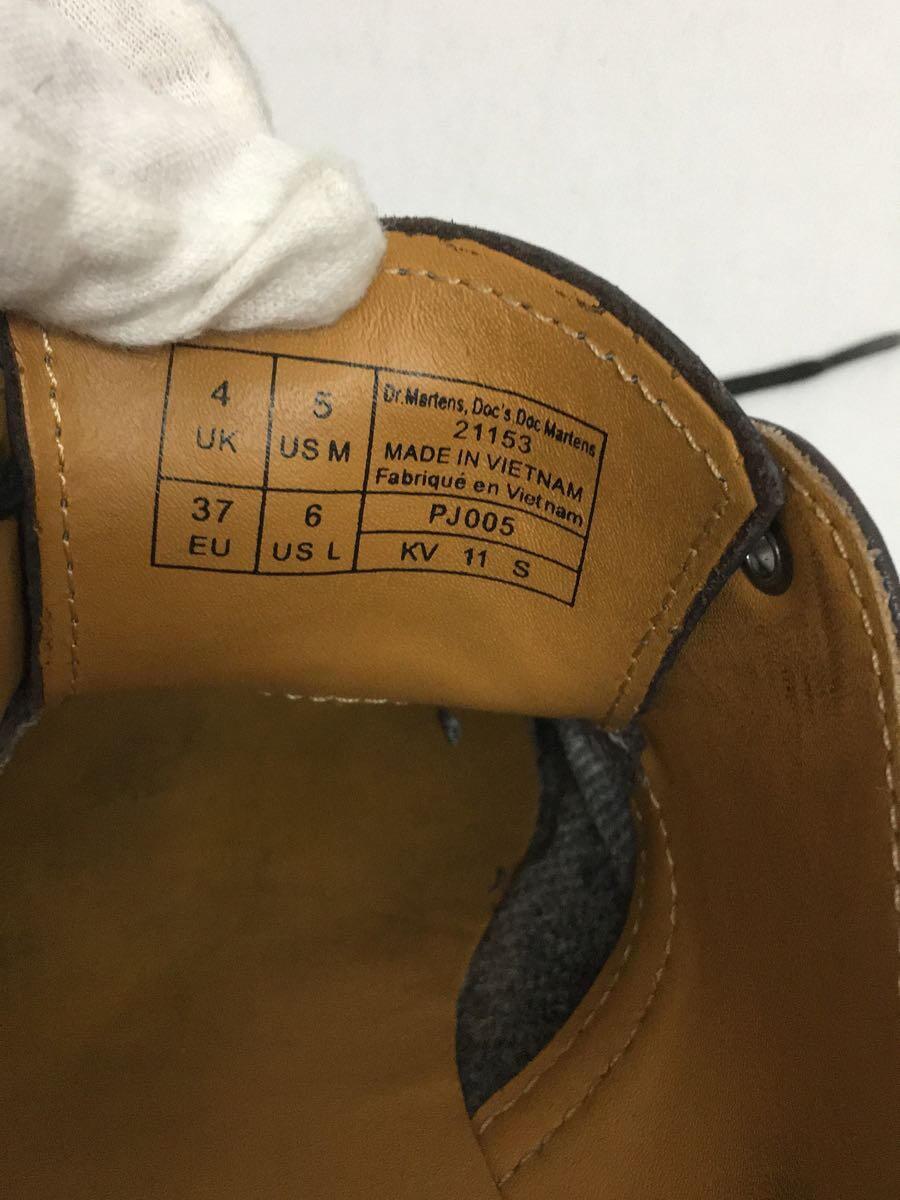 4
UK
5
US M
37
EU
6
US L
Dr.Martens, Doc's, Doc Martens
21153
MADE IN VIETNAM
Fabriqué en Vietnam
PJ005
KV 11 S